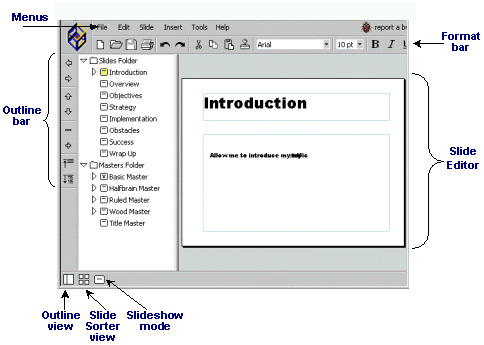 Menus
File Edit Slide Insert Tools Help report a bu
Format
bar
Arial 10 pt B I U
Outline
bar
Slides Folder
Introduction
Overview
Objectives
Strategy
Implementation
Obstacles
Success
Wrap Up
Masters Folder
Basic Master
Halfbrain Master
Ruled Master
Wood Master
Title Master
Introduction
Allow me to introduce my
Slide
Editor
Outline
view
Slide
Sorter
view
Slideshow
mode